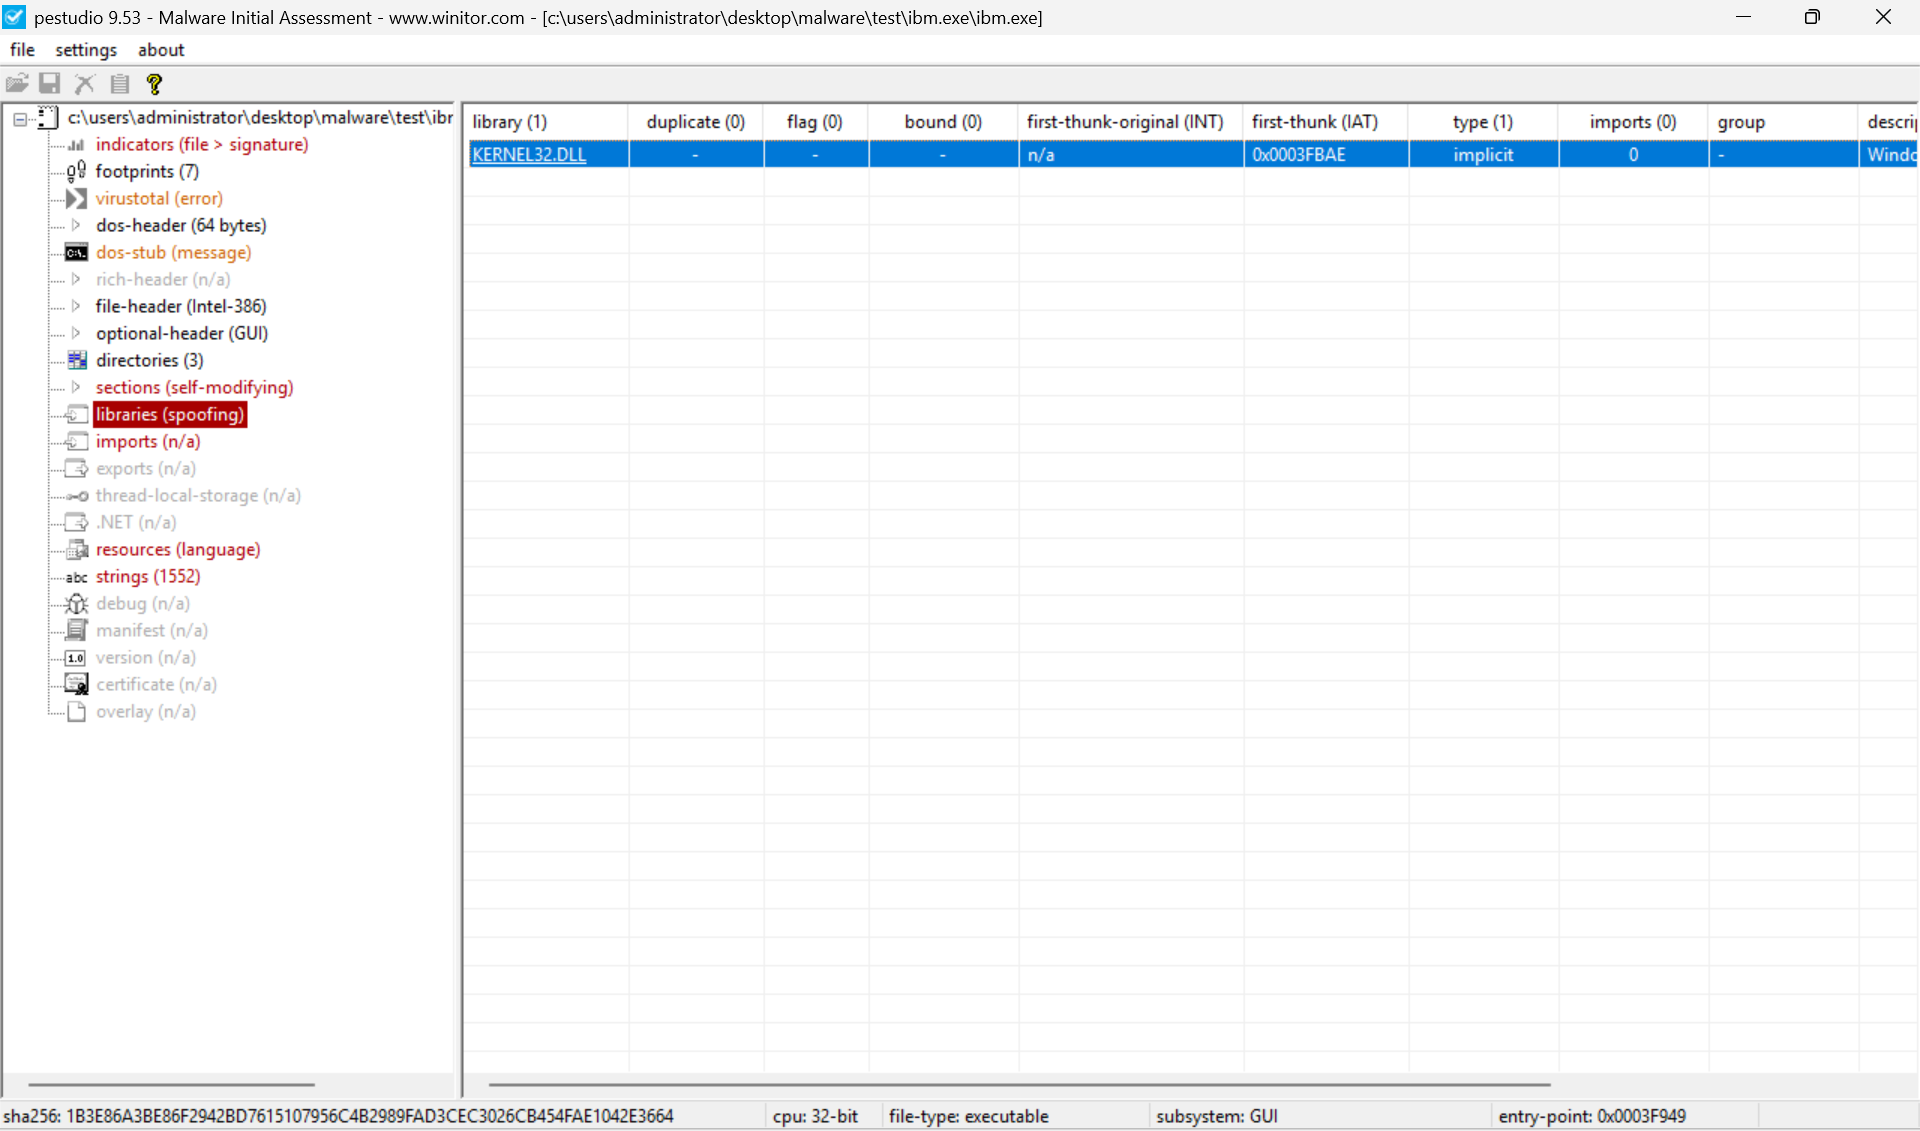 pestudio 9.53 - Malware Initial Assessment - www.winitor.com - [c:\users\administrator\desktop\malware\test\ibm.exe\ibm.exe]
file settings about
c:\users\administrator\desktop\malware\test\ibr
indicators (file > signature)
footprints (7)
virustotal (error)
dos-header (64 bytes)
dos-stub (message)
rich-header (n/a)
file-header (Intel-386)
optional-header (GUI)
directories (3)
sections (self-modifying)
libraries (spoofing)
imports (n/a)
exports (n/a)
thread-local-storage (n/a)
.NET (n/a)
resources (language)
abc strings (1552)
debug (n/a)
manifest (n/a)
1.0 version (n/a)
certificate (n/a)
overlay (n/a)
library (1) duplicate (0) flag (0) bound (0) first-thunk-original (INT) first-thunk (IAT) type (1) imports (0) group descrip
KERNEL32.DLL - - - n/a 0x0003FBAE implicit 0 - Windo
sha256: 1B3E86A3BE86F2942BD7615107956C4B2989FAD3CEC3026CB454FAE1042E3664 cpu: 32-bit file-type: executable subsystem: GUI entry-point: 0x0003F949